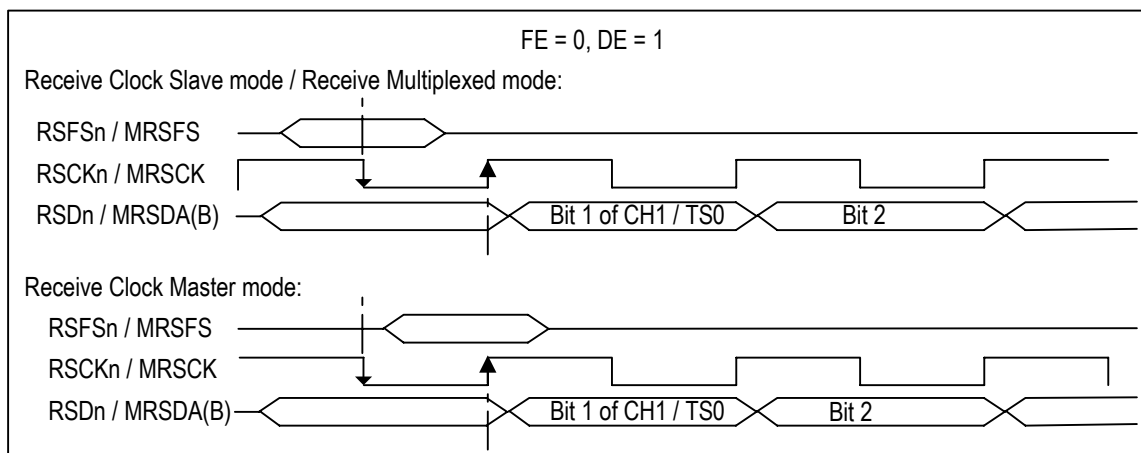 FE = 0, DE = 1
Receive Clock Slave mode / Receive Multiplexed mode:
RSFSn / MRSFS
RSCKn / MRSCK
RSDn / MRSDA(B)
Bit 1 of CH1 / TS0
Bit 2
Receive Clock Master mode:
RSFSn / MRSFS
RSCKn / MRSCK
RSDn / MRSDA(B)
Bit 1 of CH1 / TS0
Bit 2